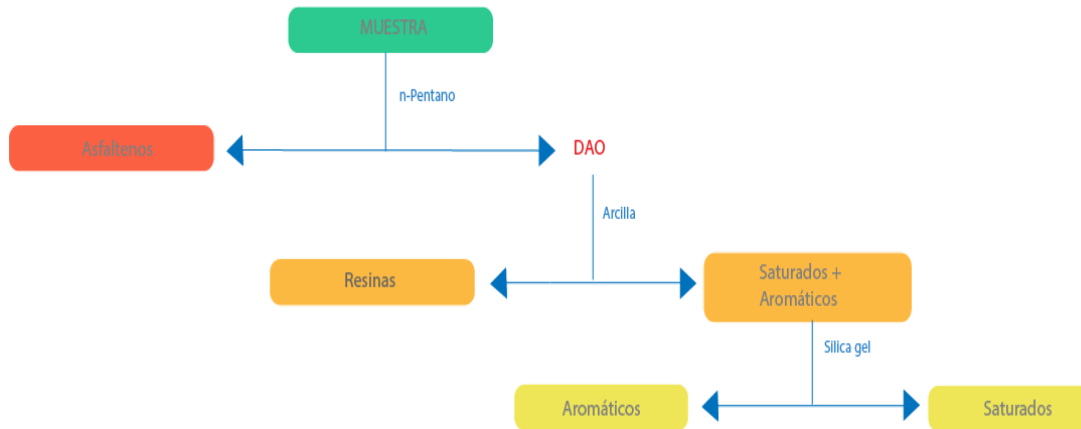 MUESTRA
n-Pentano
Asfaltenos
DAO
Arcilla
Resinas
Saturados +
Aromáticos
Silica gel
Aromáticos
Saturados